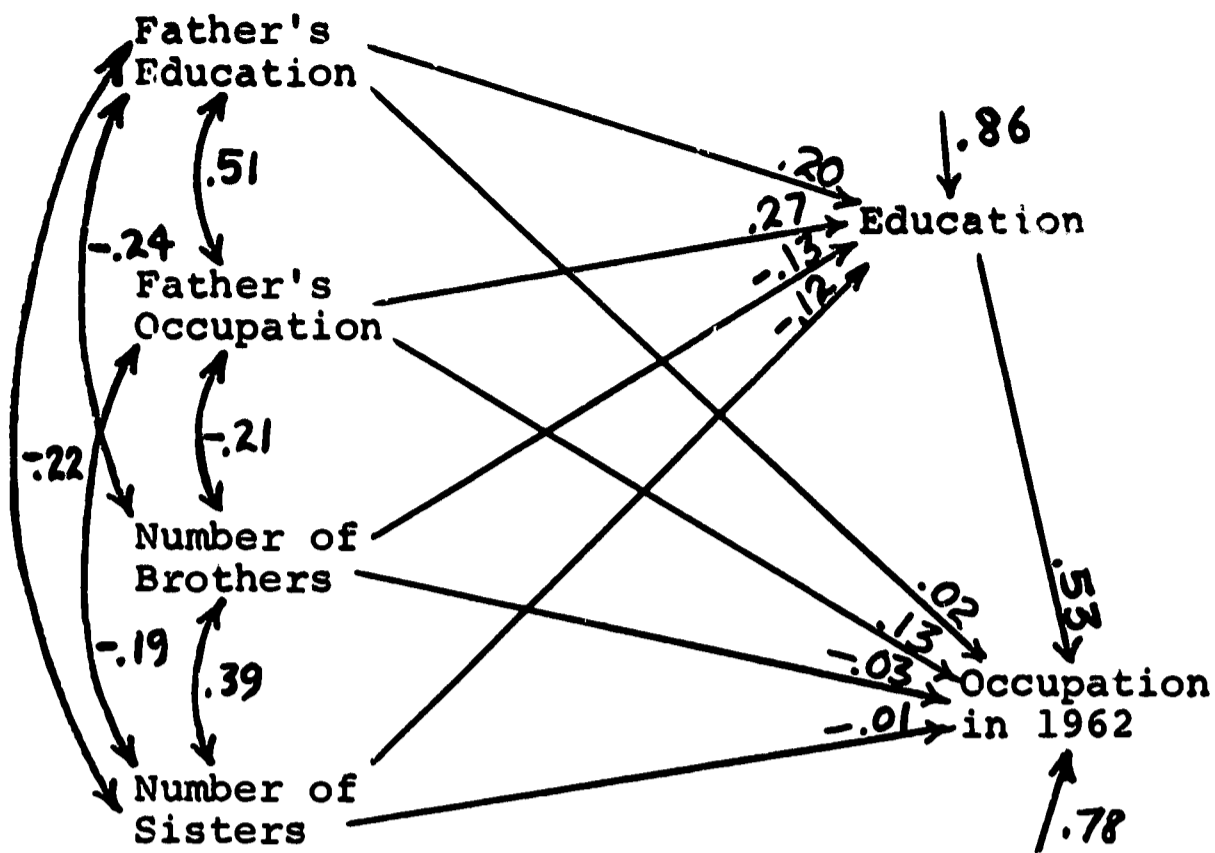 Father's
Education
.86
.51
.20
.27
Education
-.13
-.24
-.12
Father's
Occupation
-.21
-.22
Number of
Brothers
.53
.02
.13
-.19
-.03
.39
Occupation
-.01
in 1962
Number of
Sisters
.78